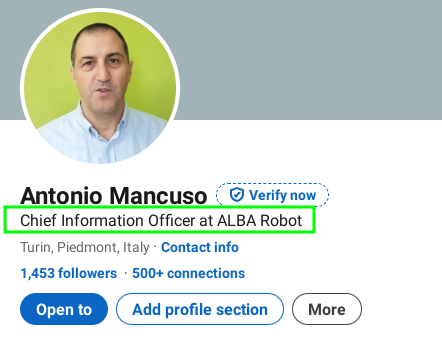 Antonio Mancuso Verify now
Chief Information Officer at ALBA Robot
Turin, Piedmont, Italy · Contact info
1,453 followers · 500+ connections
Open to Add profile section More